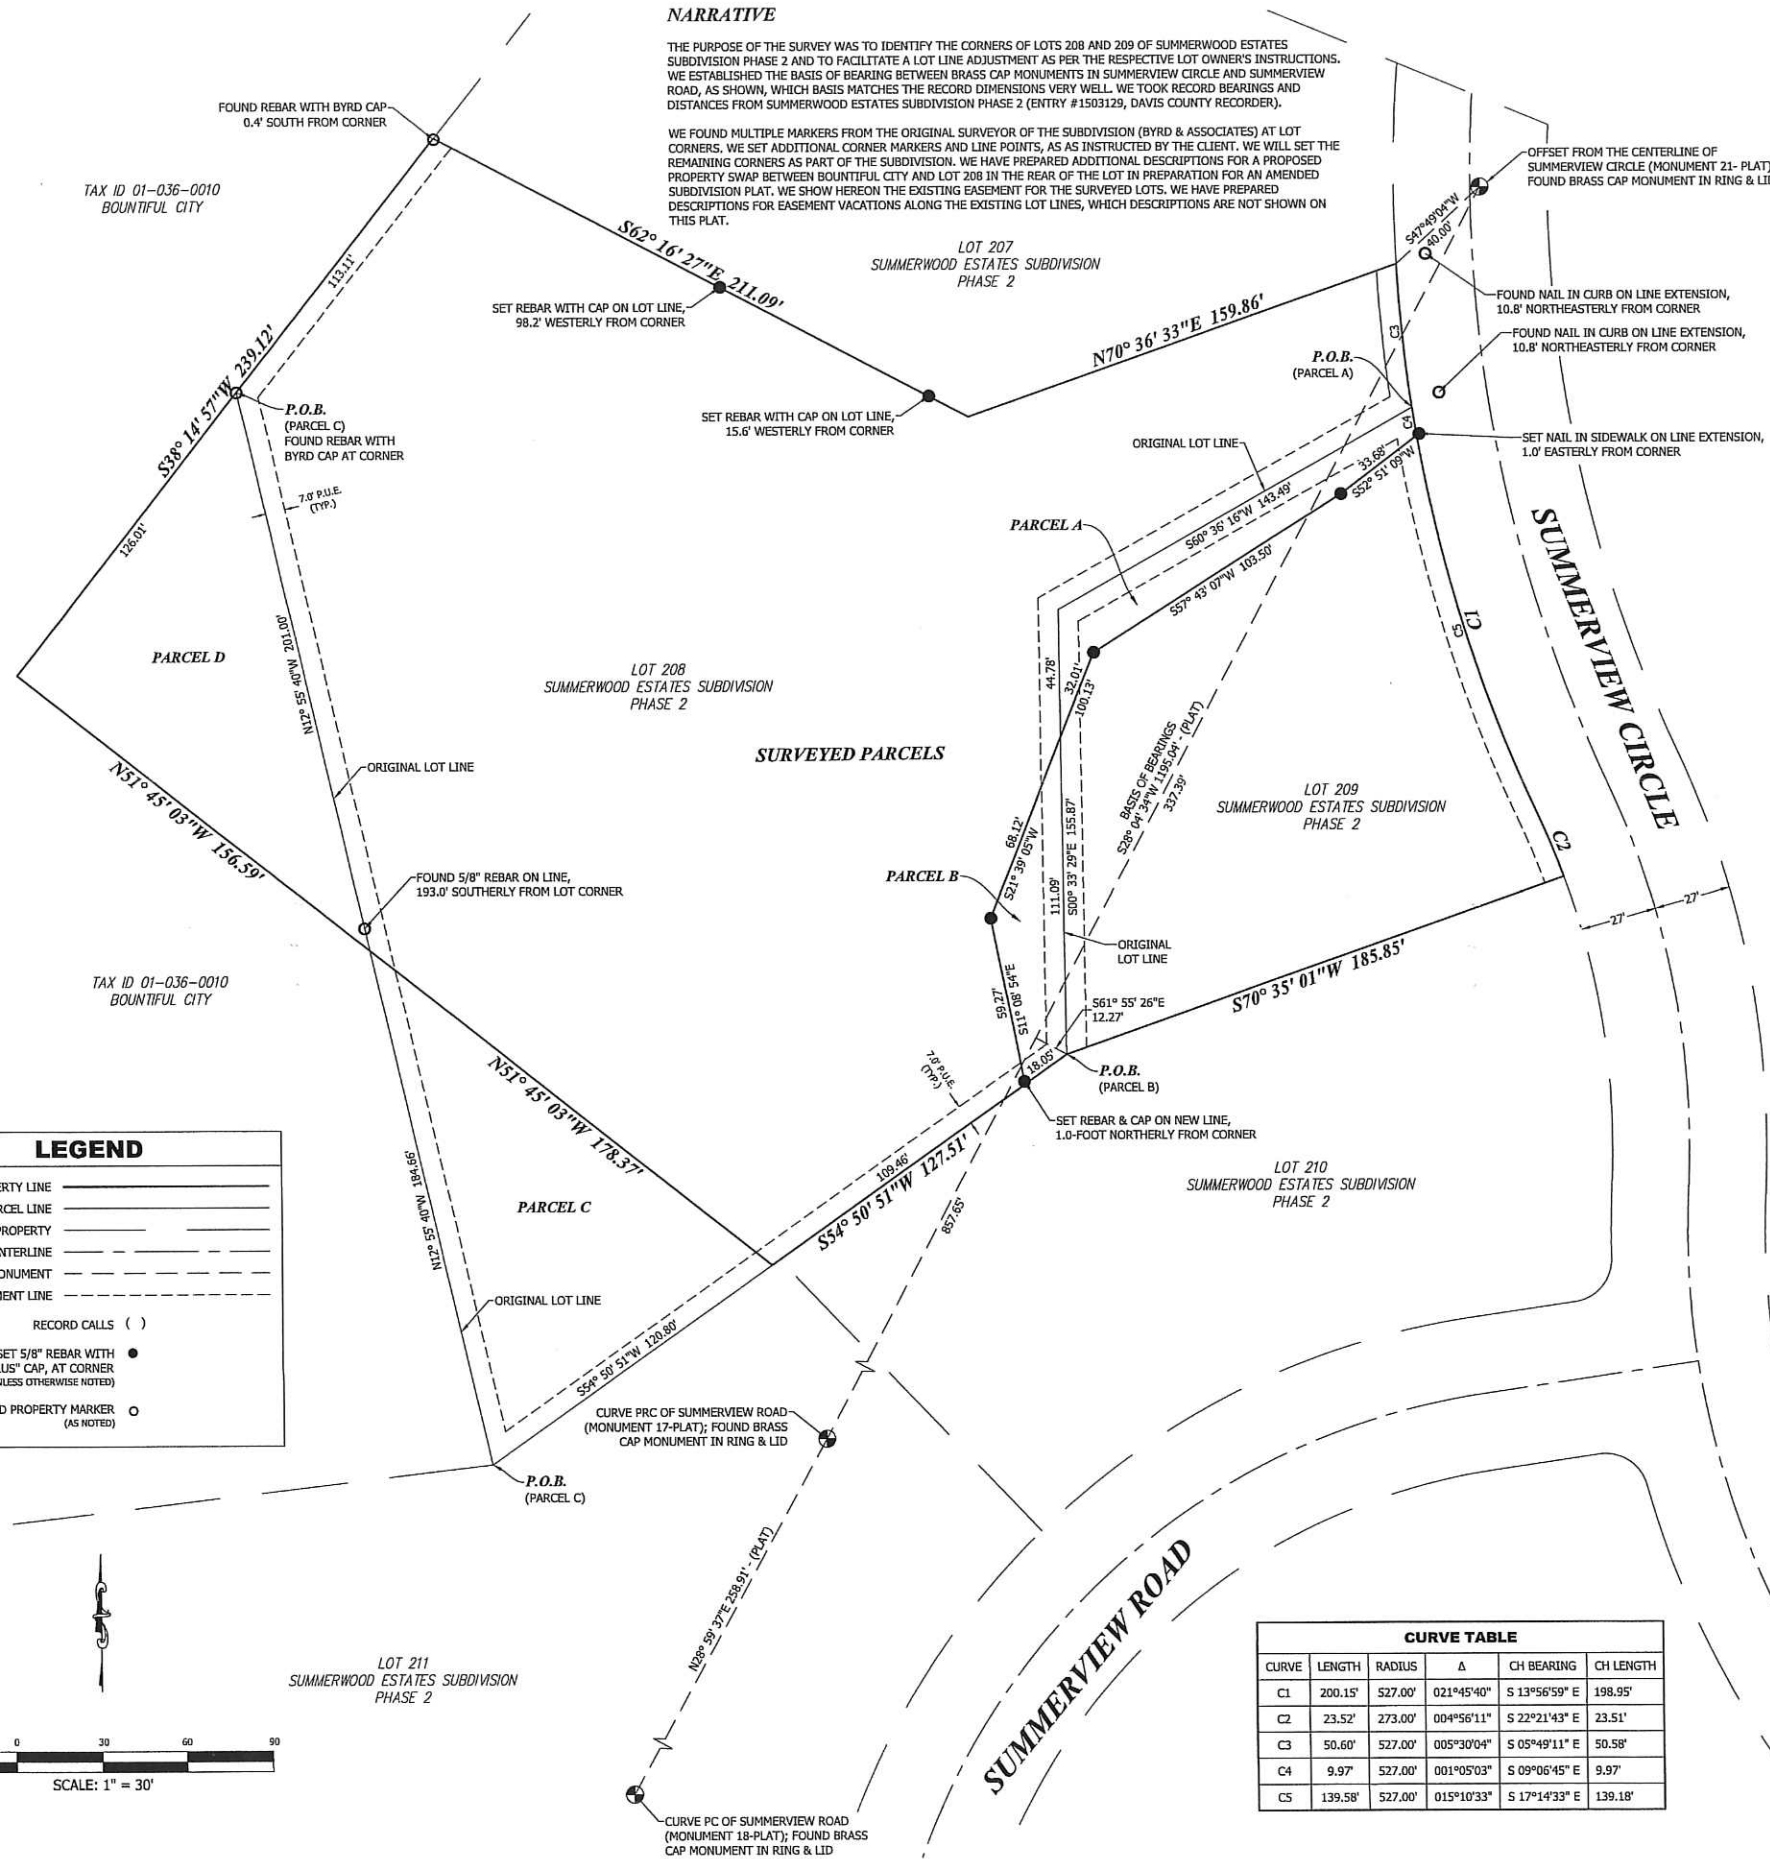 NARRATIVE
THE PURPOSE OF THE SURVEY WAS TO IDENTIFY THE CORNERS OF LOTS 208 AND 209 OF SUMMERWOOD ESTATES
SUBDIVISION PHASE 2 AND TO FACILITATE A LOT LINE ADJUSTMENT AS PER THE RESPECTIVE LOT OWNER'S INSTRUCTIONS.
WE ESTABLISHED THE BASIS OF BEARING BETWEEN BRASS CAP MONUMENTS IN SUMMERVIEW CIRCLE AND SUMMERVIEW
ROAD, AS SHOWN, WHICH BASIS MATCHES THE RECORD DIMENSIONS VERY WELL. WE TOOK RECORD BEARINGS AND
DISTANCES FROM SUMMERWOOD ESTATES SUBDIVISION PHASE 2 (ENTRY #1503129, DAVIS COUNTY RECORDER).
WE FOUND MULTIPLE MARKERS FROM THE ORIGINAL SURVEYOR OF THE SUBDIVISION (BYRD & ASSOCIATES) AT LOT
CORNERS. WE SET ADDITIONAL CORNER MARKERS AND LINE POINTS, AS AS INSTRUCTED BY THE CLIENT. WE WILL SET THE
REMAINING CORNERS AS PART OF THE SUBDIVISION. WE HAVE PREPARED ADDITIONAL DESCRIPTIONS FOR A PROPOSED
PROPERTY SWAP BETWEEN BOUNTIFUL CITY AND LOT 208 IN THE REAR OF THE LOT IN PREPARATION FOR AN AMENDED
SUBDIVISION PLAT. WE SHOW HEREON THE EXISTING EASEMENT FOR THE SURVEYED LOTS. WE HAVE PREPARED
DESCRIPTIONS FOR EASEMENT VACATIONS ALONG THE EXISTING LOT LINES, WHICH DESCRIPTIONS ARE NOT SHOWN ON
THIS PLAT.
FOUND REBAR WITH BYRD CAP
0.4' SOUTH FROM CORNER
TAX ID 01-036-0010
BOUNTIFUL CITY
OFFSET FROM THE CENTERLINE OF
SUMMERVIEW CIRCLE (MONUMENT 21- PLAT)
FOUND BRASS CAP MONUMENT IN RING & LI
S47°49'04"W
40.00'
S62° 16' 27"E 211.09'
LOT 207
SUMMERWOOD ESTATES SUBDIVISION
PHASE 2
113.11'
SET REBAR WITH CAP ON LOT LINE,
98.2' WESTERLY FROM CORNER
FOUND NAIL IN CURB ON LINE EXTENSION,
10.8' NORTHEASTERLY FROM CORNER
N70° 36' 33"E 159.86'
C3
FOUND NAIL IN CURB ON LINE EXTENSION,
10.8' NORTHEASTERLY FROM CORNER
P.O.B.
(PARCEL A)
S38° 14' 57"W 239.12'
P.O.B.
(PARCEL C)
FOUND REBAR WITH
BYRD CAP AT CORNER
SET REBAR WITH CAP ON LOT LINE,
15.6' WESTERLY FROM CORNER
C4
ORIGINAL LOT LINE
SET NAIL IN SIDEWALK ON LINE EXTENSION,
1.0' EASTERLY FROM CORNER
33.68'
S52° 51' 09"W
7.0' P.U.E.
(TYP.)
126.01'
S60° 36' 16"W 143.49'
PARCEL A
S57° 43' 07"W 103.50'
SUMMERVIEW CIRCLE
C1
C5
N12° 55' 40"W 201.00'
PARCEL D
LOT 208
SUMMERWOOD ESTATES SUBDIVISION
PHASE 2
44.78'
32.01'
100.13'
SURVEYED PARCELS
BASIS OF BEARINGS
S28° 04' 34"W 1195.04' - (PLAT)
337.39'
ORIGINAL LOT LINE
N51° 45' 03"W 156.59'
LOT 209
SUMMERWOOD ESTATES SUBDIVISION
PHASE 2
68.12'
S21° 39' 05"W
C2
FOUND 5/8" REBAR ON LINE,
193.0' SOUTHERLY FROM LOT CORNER
PARCEL B
111.09'
S00° 33' 29"E 155.87'
27'
27'
ORIGINAL
LOT LINE
S70° 35' 01"W 185.85'
TAX ID 01-036-0010
BOUNTIFUL CITY
59.27'
S11° 08' 54"E
S61° 55' 26"E
12.27'
18.05'
P.O.B.
(PARCEL B)
7.0' P.U.E.
(TYP.)
N51° 45' 03"W 178.37'
SET REBAR & CAP ON NEW LINE,
1.0-FOOT NORTHERLY FROM CORNER
109.46'
S54° 50' 51"W 127.51'
LOT 210
SUMMERWOOD ESTATES SUBDIVISION
PHASE 2
857.65'
N12° 55' 40"W 184.66'
PARCEL C
ORIGINAL LOT LINE
S54° 50' 51"W 120.80'
LEGEND
ERTY LINE
RCEL LINE
PROPERTY
NTERLINE
ONUMENT
MENT LINE
RECORD CALLS ( )
SET 5/8" REBAR WITH
US" CAP, AT CORNER
NLESS OTHERWISE NOTED)
D PROPERTY MARKER
(AS NOTED)
CURVE PRC OF SUMMERVIEW ROAD
(MONUMENT 17-PLAT); FOUND BRASS
CAP MONUMENT IN RING & LID
P.O.B.
(PARCEL C)
N28° 59' 37"E 258.91' - (PLAT)
SUMMERVIEW ROAD
LOT 211
SUMMERWOOD ESTATES SUBDIVISION
PHASE 2
0 30 60 90
SCALE: 1" = 30'
CURVE PC OF SUMMERVIEW ROAD
(MONUMENT 18-PLAT); FOUND BRASS
CAP MONUMENT IN RING & LID
CURVE TABLE
CURVE LENGTH RADIUS Δ CH BEARING CH LENGTH
C1 200.15' 527.00' 021°45'40" S 13°56'59" E 198.95'
C2 23.52' 273.00' 004°56'11" S 22°21'43" E 23.51'
C3 50.60' 527.00' 005°30'04" S 05°49'11" E 50.58'
C4 9.97' 527.00' 001°05'03" S 09°06'45" E 9.97'
C5 139.58' 527.00' 015°10'33" S 17°14'33" E 139.18'